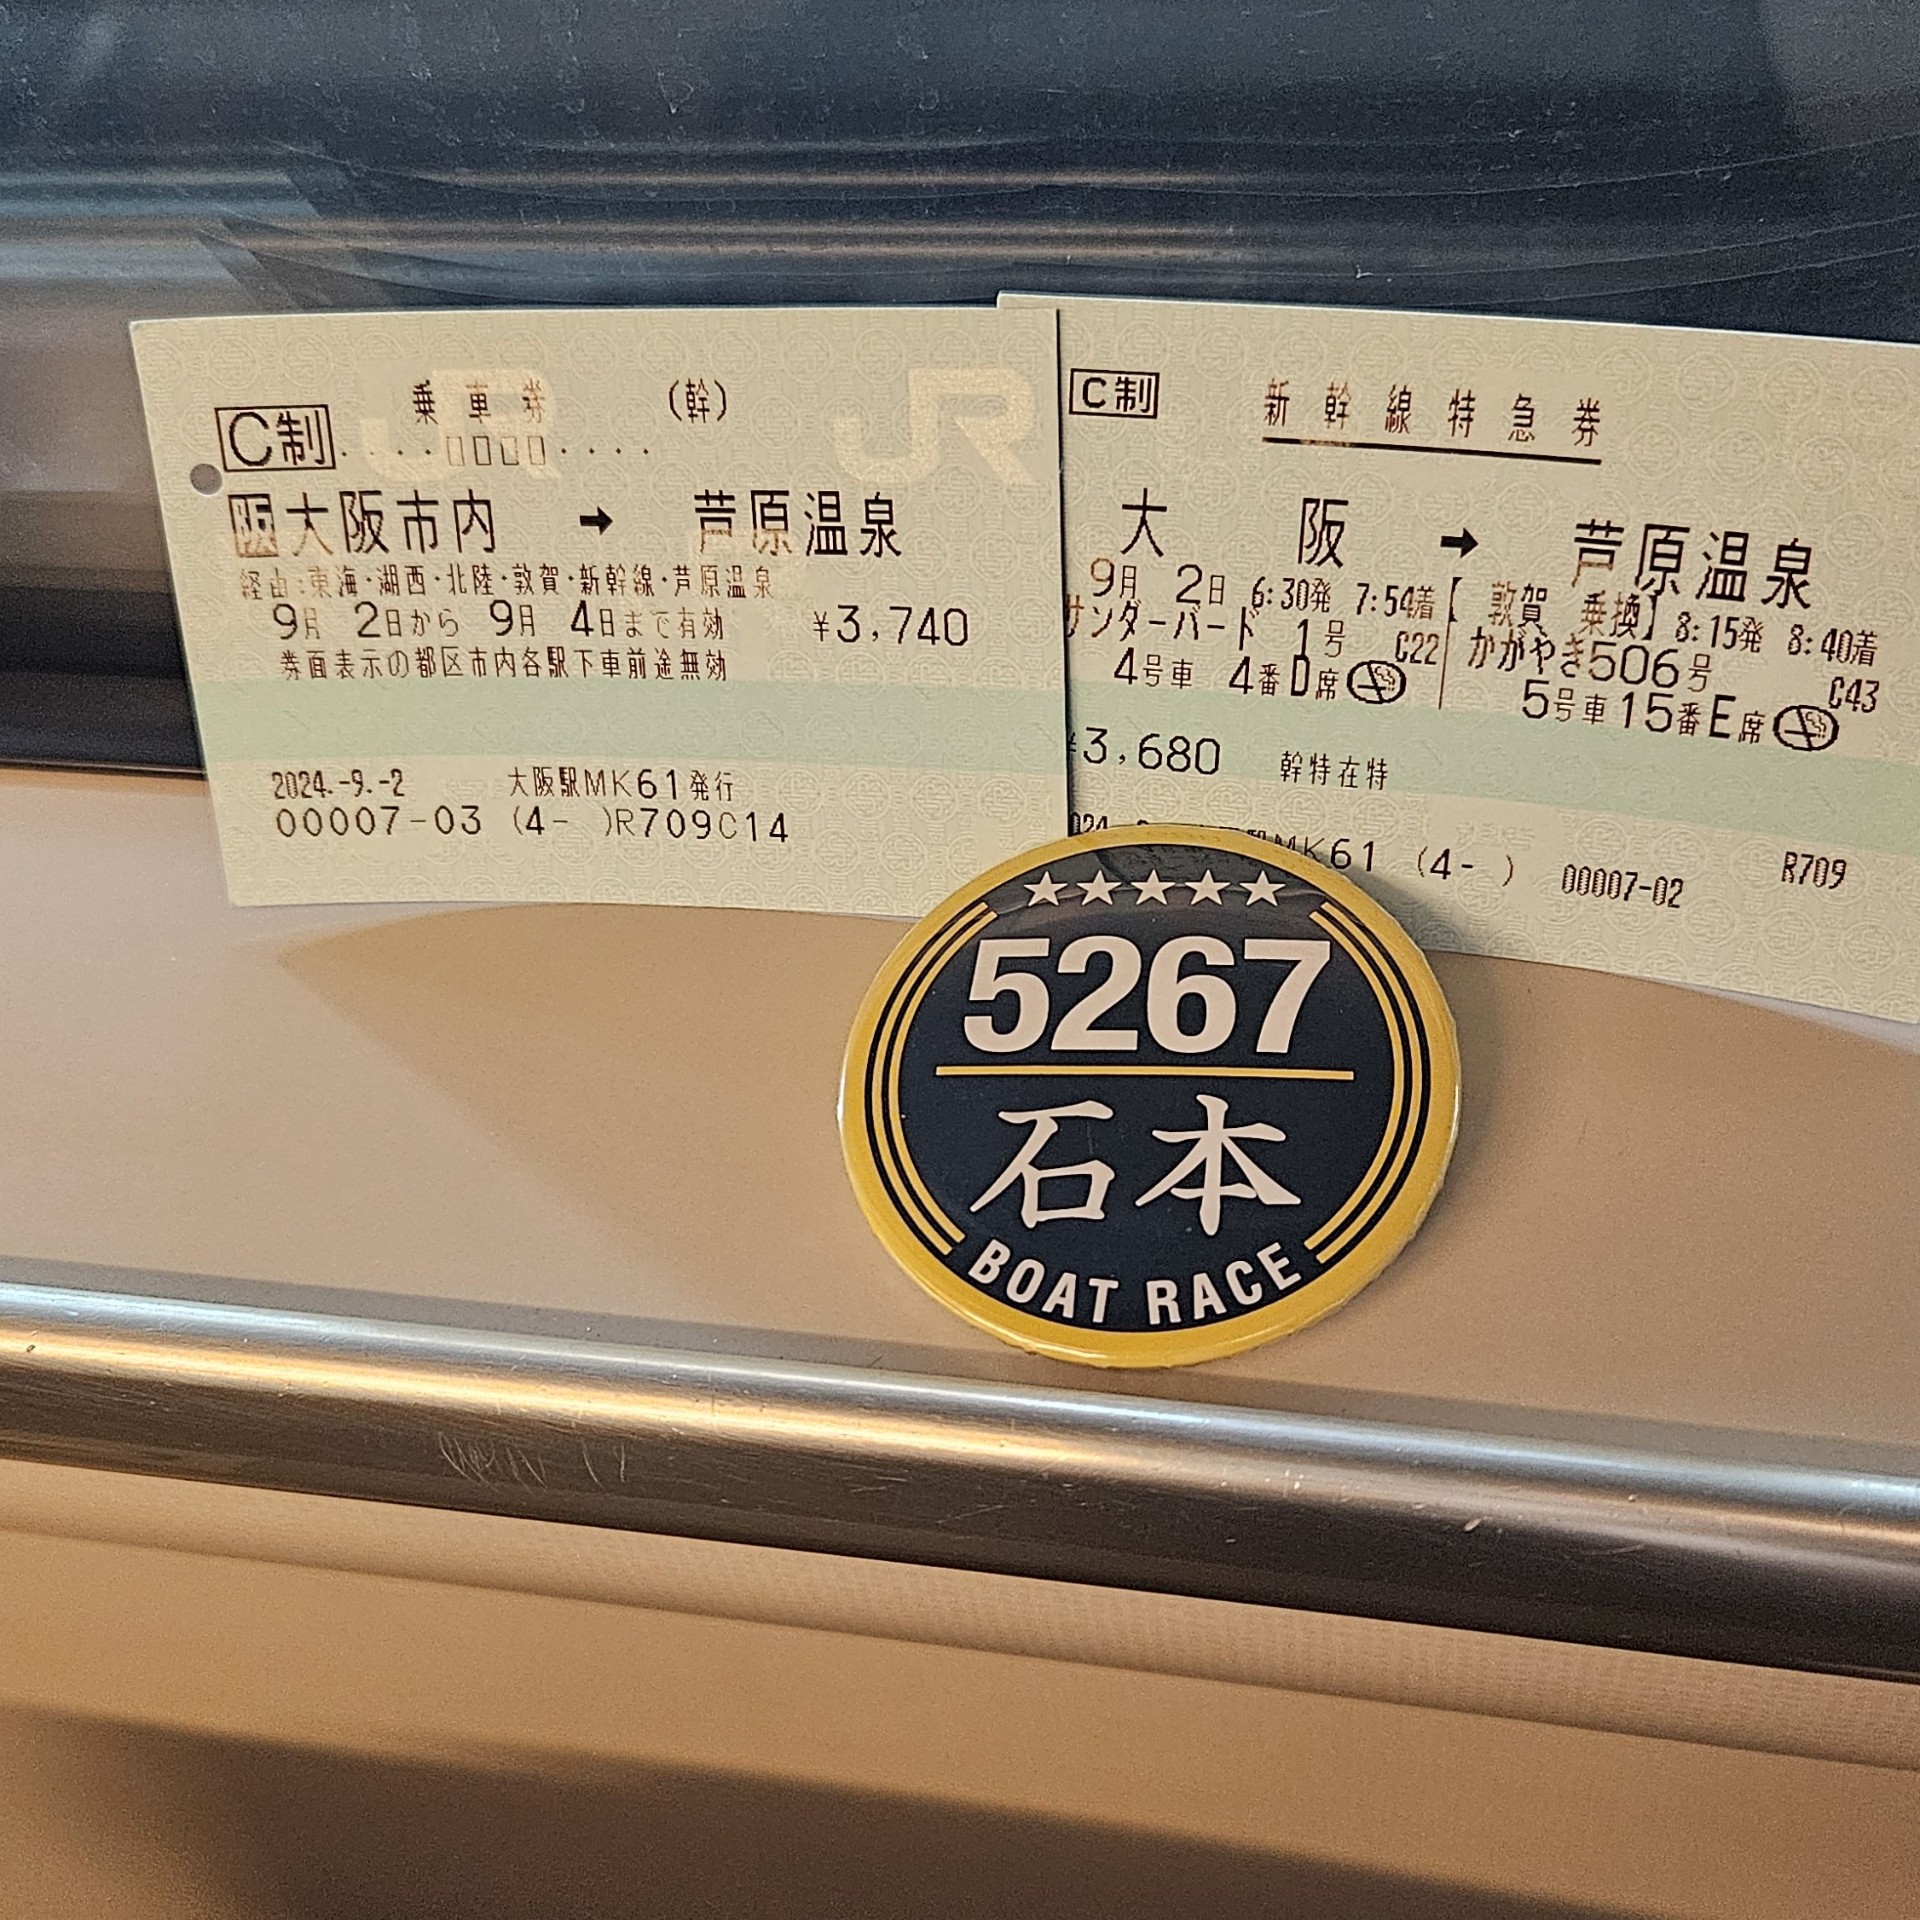 乗車券 (幹)
C制
阪大阪市内 → 芦原温泉
経由:東海・湖西・北陸・敦賀・新幹線・芦原温泉
9月 2日から 9月 4日まで有効 ¥3,740
券面表示の都区市内各駅下車前途無効
2024.-9.-2 大阪駅MK61発行
00007-03 (4- )R709C14
JR
JR
C制 新幹線特急券
大阪 → 芦原温泉
9月 2日 6:30発 7:54着【敦賀 乗換】8:15発 8:40着
サンダーバード 1号 C22 かがやき506号 C43
4号車 4番D席 5号車15番E席
¥3,680 幹特在特
MK61 (4- ) 00007-02 R709
5267
石本
BOAT RACE